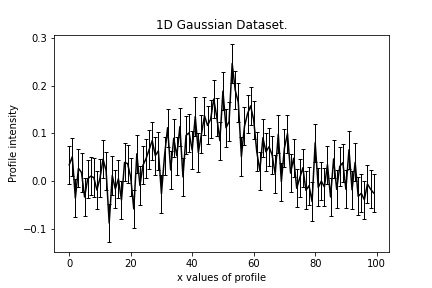 1D Gaussian Dataset.
0.3
0.2
0.1
0.0
−0.1
Profile intensity
0 20 40 60 80 100
x values of profile